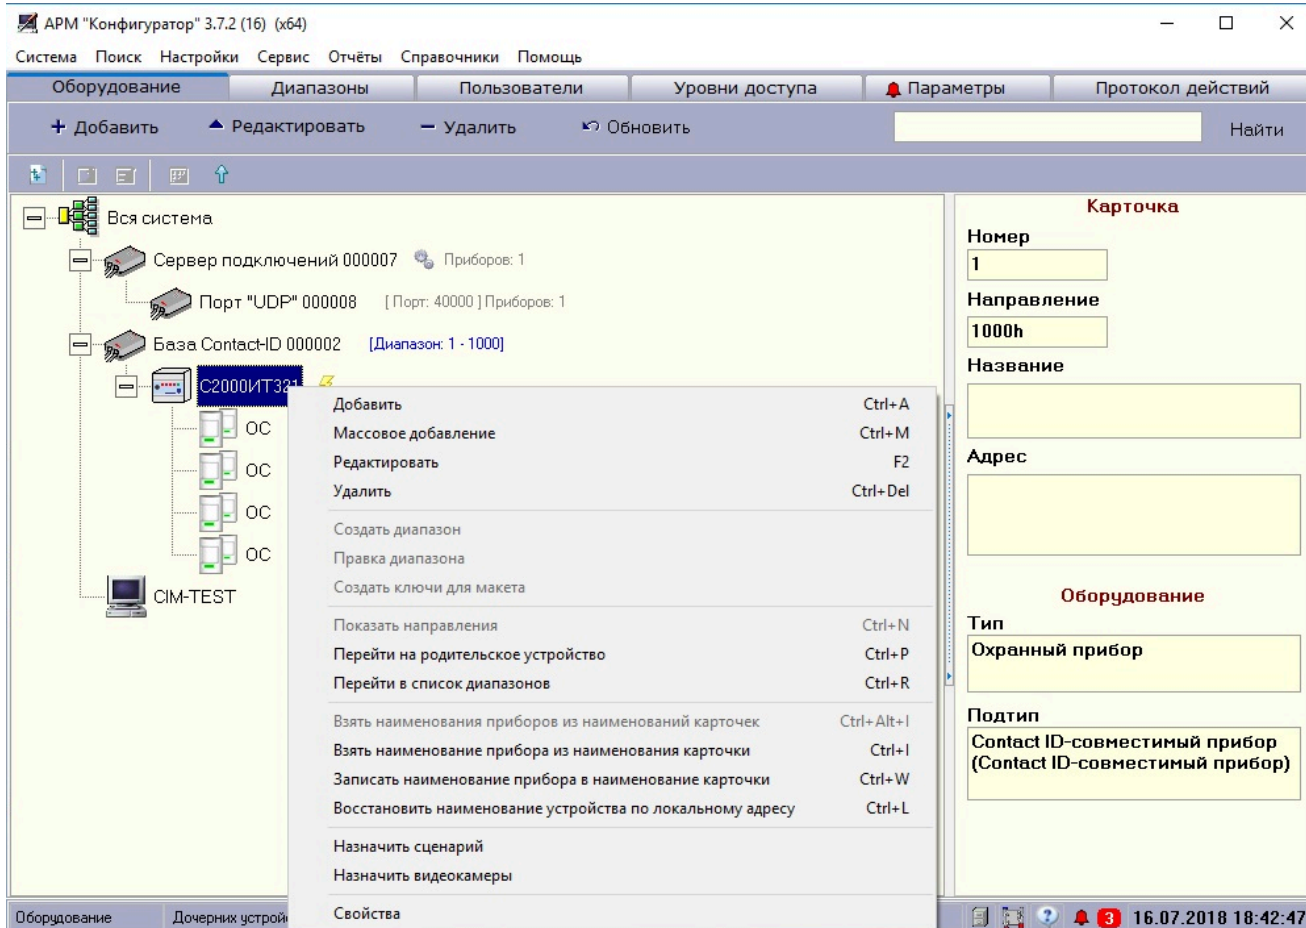 АРМ "Конфигуратор" 3.7.2 (16) (x64)
Система Поиск Настройки Сервис Отчёты Справочники Помощь
Оборудование Диапазоны Пользователи Уровни доступа Параметры Протокол действий
Добавить Редактировать Удалить Обновить Найти
Вся система
Сервер подключений 000007 Приборов: 1
Порт "UDP" 000008 [ Порт: 40000 ] Приборов: 1
База Contact-ID 000002 [Диапазон: 1 - 1000]
С2000ИТ321
ОС
ОС
ОС
ОС
CIM-TEST
Добавить Ctrl+A
Массовое добавление Ctrl+M
Редактировать F2
Удалить Ctrl+Del
Создать диапазон
Правка диапазона
Создать ключи для макета
Показать направления Ctrl+N
Перейти на родительское устройство Ctrl+P
Перейти в список диапазонов Ctrl+R
Взять наименования приборов из наименований карточек Ctrl+Alt+I
Взять наименование прибора из наименования карточки Ctrl+I
Записать наименование прибора в наименование карточки Ctrl+W
Восстановить наименование устройства по локальному адресу Ctrl+L
Назначить сценарий
Назначить видеокамеры
Свойства
Карточка
Номер
1
Направление
1000h
Название
Адрес
Оборудование
Тип
Охранный прибор
Подтип
Contact ID-совместимый прибор
(Contact ID-совместимый прибор)
Оборудование Дочерних 3 16.07.2018 18:42:47